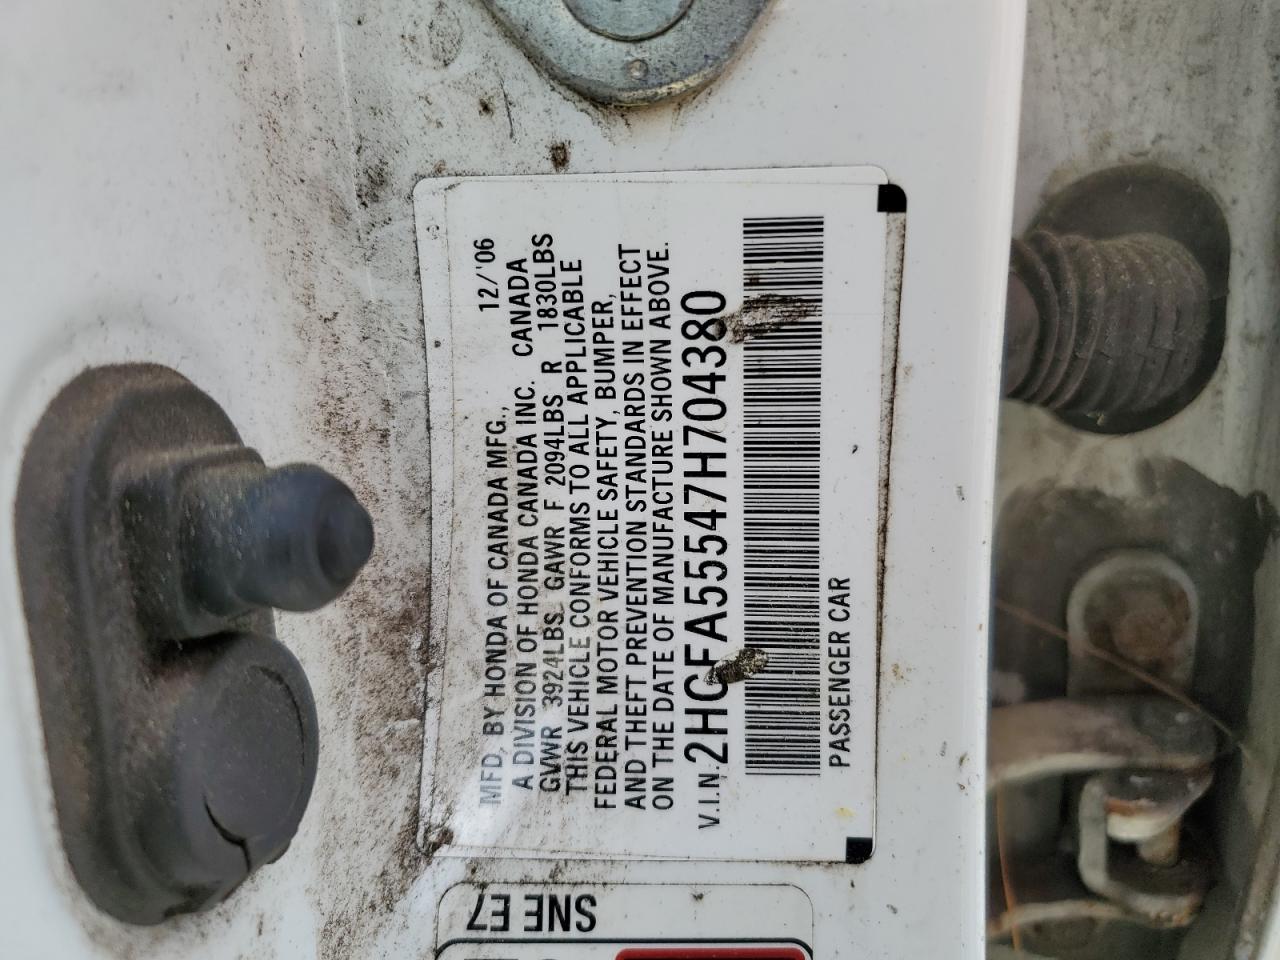 MFD. BY HONDA OF CANADA MFG., 12/'06
A DIVISION OF HONDA CANADA INC. CANADA
GVWR 3924LBS GAWR F 2094LBS R 1830LBS
THIS VEHICLE CONFORMS TO ALL APPLICABLE
FEDERAL MOTOR VEHICLE SAFETY, BUMPER,
AND THEFT PREVENTION STANDARDS IN EFFECT
ON THE DATE OF MANUFACTURE SHOWN ABOVE.
V.I.N. 2HGFA55547H704380
PASSENGER CAR
SNE E7